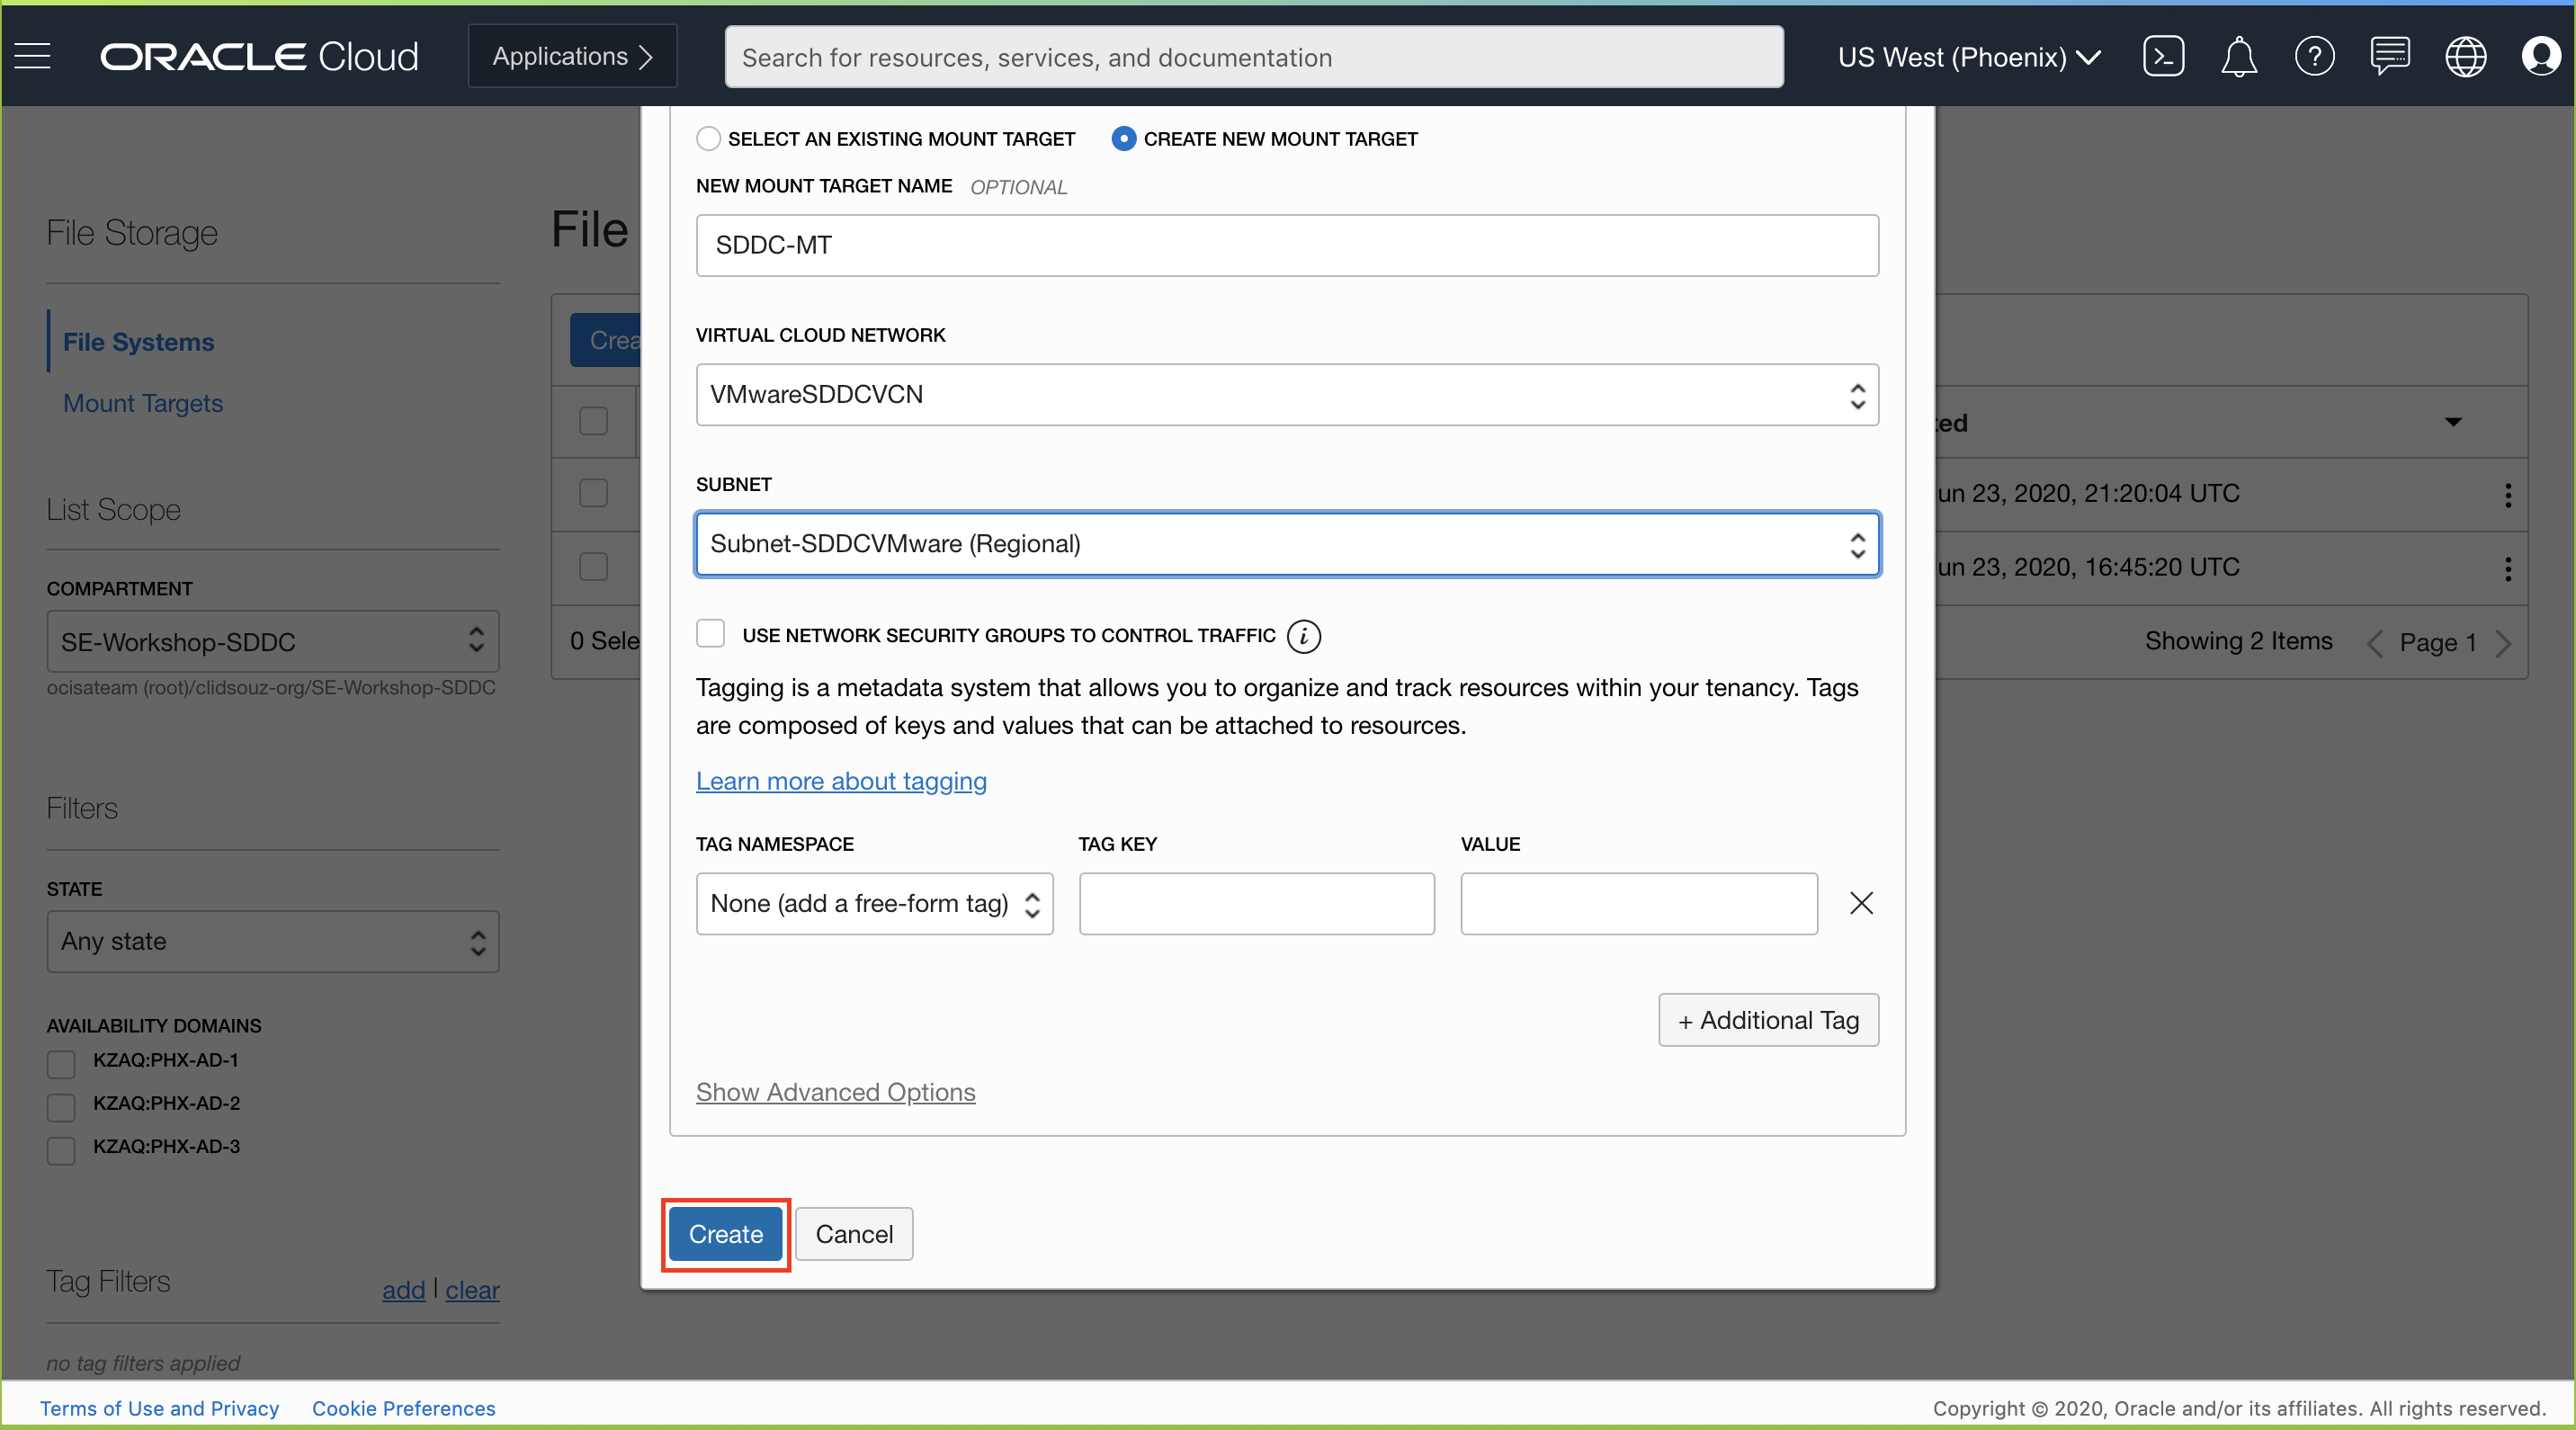 ORACLE Cloud
Applications
Search for resources, services, and documentation
US West (Phoenix)
SELECT AN EXISTING MOUNT TARGET
CREATE NEW MOUNT TARGET
NEW MOUNT TARGET NAME OPTIONAL
SDDC-MT
VIRTUAL CLOUD NETWORK
VMwareSDDCVCN
SUBNET
Subnet-SDDCVMware (Regional)
USE NETWORK SECURITY GROUPS TO CONTROL TRAFFIC
Tagging is a metadata system that allows you to organize and track resources within your tenancy. Tags
are composed of keys and values that can be attached to resources.
Learn more about tagging
TAG NAMESPACE
TAG KEY
VALUE
None (add a free-form tag)
+ Additional Tag
Show Advanced Options
Create
Cancel
File Storage
File Systems
Mount Targets
List Scope
COMPARTMENT
SE-Workshop-SDDC
ocisateam (root)/clidsouz-org/SE-Workshop-SDDC
Filters
STATE
Any state
AVAILABILITY DOMAINS
KZAQ:PHX-AD-1
KZAQ:PHX-AD-2
KZAQ:PHX-AD-3
Tag Filters
add | clear
no tag filters applied
File
Crea
0 Sele
ted
un 23, 2020, 21:20:04 UTC
un 23, 2020, 16:45:20 UTC
Showing 2 Items
Page 1
Terms of Use and Privacy
Cookie Preferences
Copyright © 2020, Oracle and/or its affiliates. All rights reserved.